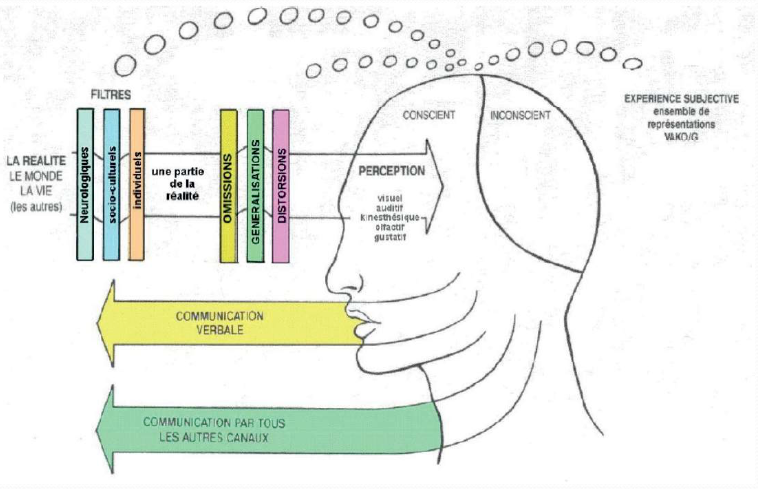 FILTRES
LA REALITE
LE MONDE
LA VIE
(les autres)
Neurologiques
socio-culturels
individuels
une partie
de la
réalité
OMISSIONS
GENERALISATIONS
DISTORSIONS
CONSCIENT
INCONSCIENT
PERCEPTION
visuel
auditif
kinesthésique
olfactif
gustatif
EXPERIENCE SUBJECTIVE
ensemble de
représentations
VAKO/G
COMMUNICATION
VERBALE
COMMUNICATION PAR TOUS
LES AUTRES CANAUX